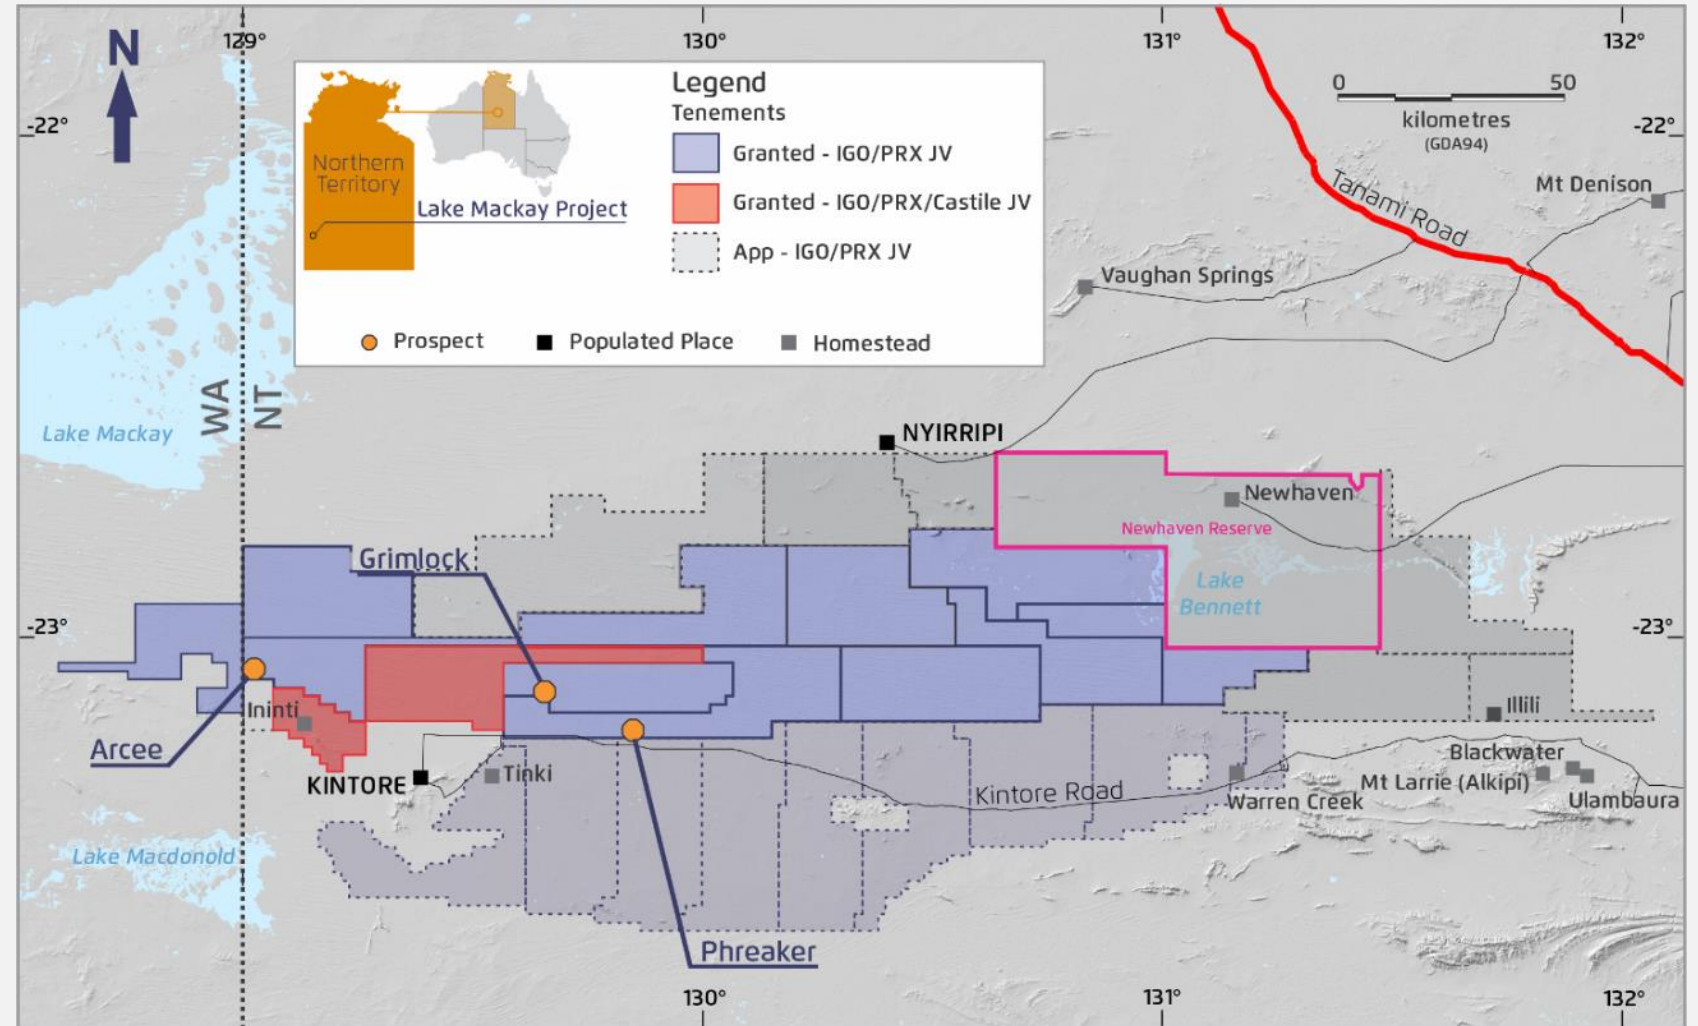 N
129°
130°
131°
132°
-22°
-22°
0
50
kilometres
(GDA94)
Legend
Tenements
Granted - IGO/PRX JV
Granted - IGO/PRX/Castile JV
App - IGO/PRX JV
Northern
Territory
Lake Mackay Project
Prospect
Populated Place
Homestead
Tanami Road
Mt Denison
Vaughan Springs
WA
NT
Lake Mackay
NYIRRIPI
Newhaven
Newhaven Reserve
Lake
Bennett
Grimlock
-23°
-23°
Ininti
Arcee
KINTORE
Tinki
Kintore Road
Illili
Blackwater
Mt Larrie (Alkipi)
Warren Creek
Ulambaura
Lake Macdonold
Phreaker
130°
131°
132°